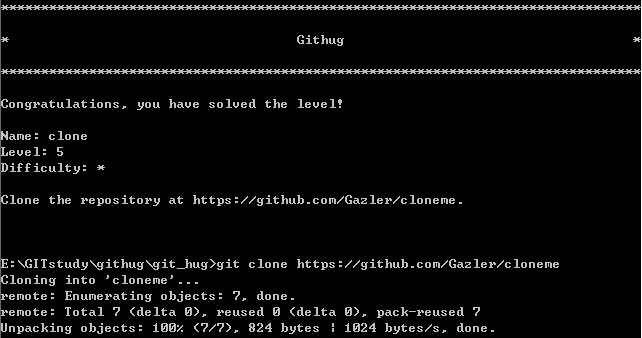 ********************************************************************************
* Githug *
********************************************************************************
Congratulations, you have solved the level!
Name: clone
Level: 5
Difficulty: *
Clone the repository at https://github.com/Gazler/cloneme.
E:\GITstudy\githug\git_hug>git clone https://github.com/Gazler/cloneme
Cloning into 'cloneme'...
remote: Enumerating objects: 7, done.
remote: Total 7 (delta 0), reused 0 (delta 0), pack-reused 7
Unpacking objects: 100% (7/7), 824 bytes ¦ 1024 bytes/s, done.